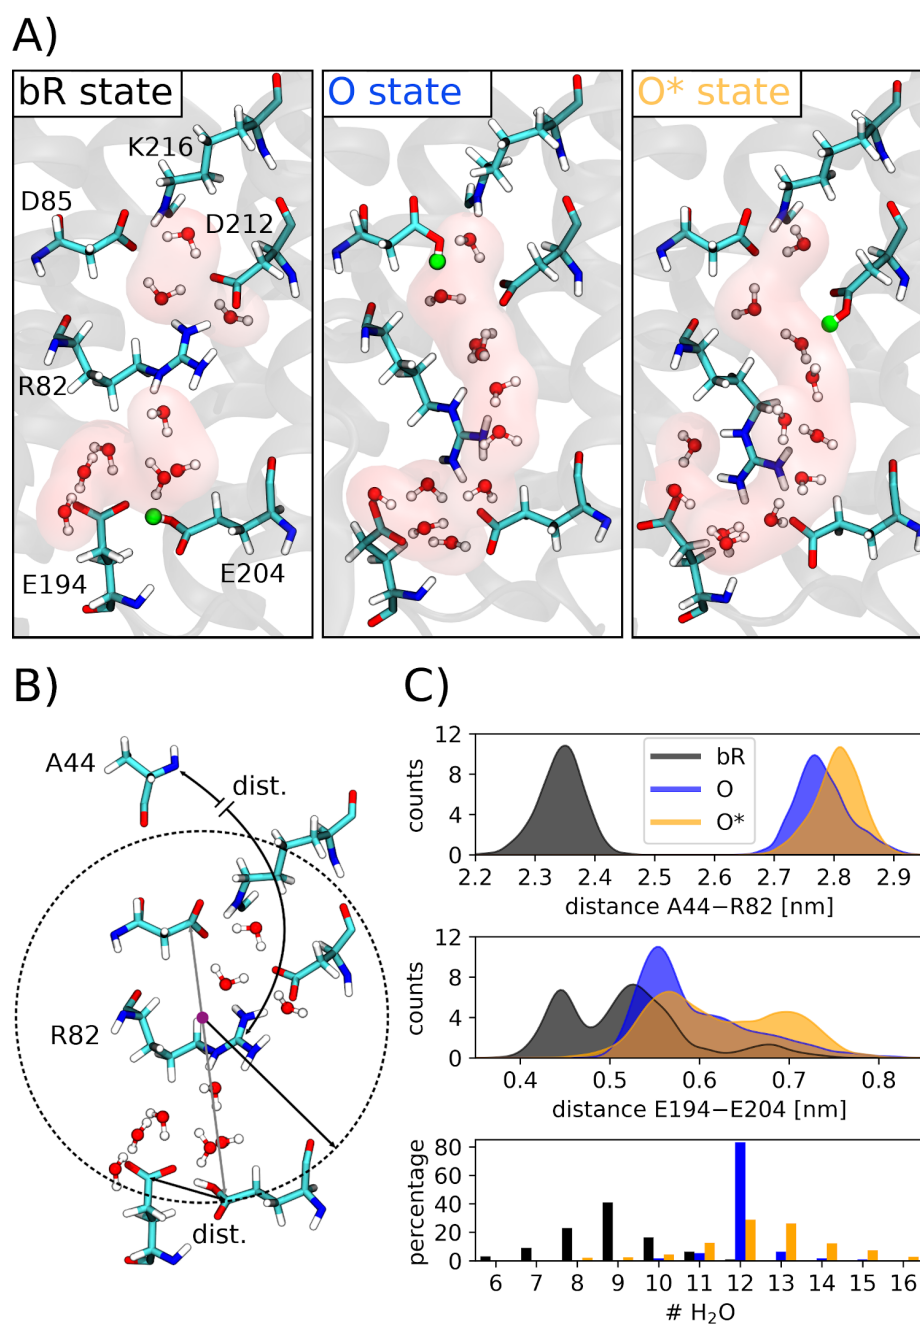 A)
bR state
O state
O* state
K216
D85
D212
R82
E194
E204
B)
A44
dist.
R82
dist.
C)
12
8
4
0
counts
bR
O
O*
2.2 2.3 2.4 2.5 2.6 2.7 2.8 2.9
distance A44−R82 [nm]
12
8
4
0
counts
0.4 0.5 0.6 0.7 0.8
distance E194−E204 [nm]
80
60
40
20
0
percentage
6 7 8 9 10 11 12 13 14 15 16
# H₂O